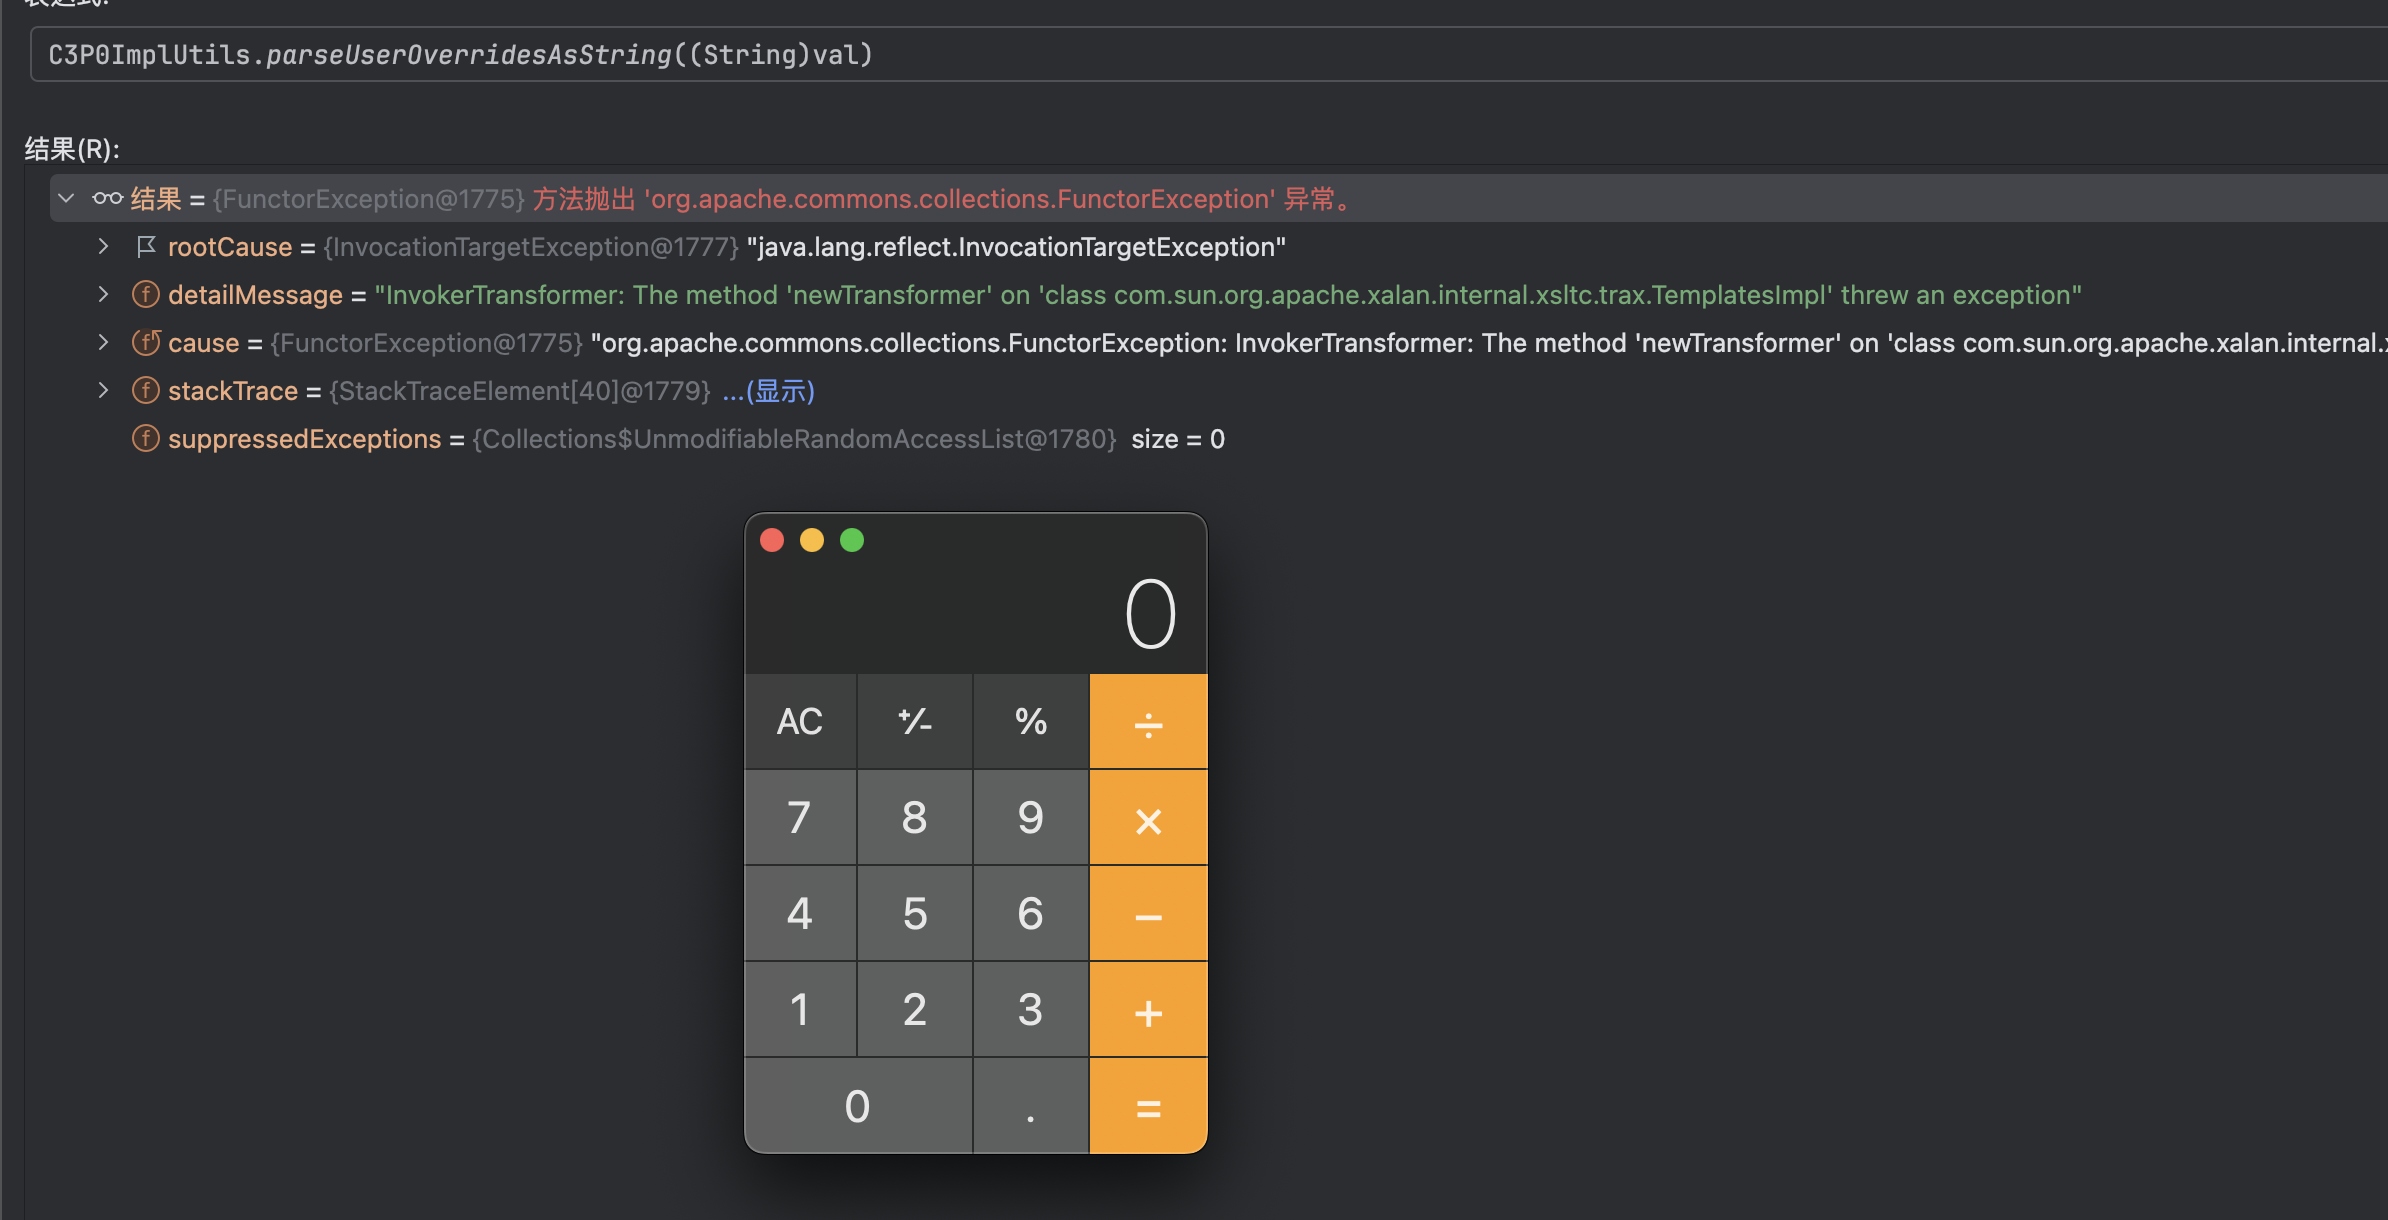 表达式:
C3P0ImplUtils.parseUserOverridesAsString((String)val)
结果(R):
结果 = {FunctorException@1775} 方法抛出 'org.apache.commons.collections.FunctorException' 异常。
rootCause = {InvocationTargetException@1777} "java.lang.reflect.InvocationTargetException"
f detailMessage = "InvokerTransformer: The method 'newTransformer' on 'class com.sun.org.apache.xalan.internal.xsltc.trax.TemplatesImpl' threw an exception"
f cause = {FunctorException@1775} "org.apache.commons.collections.FunctorException: InvokerTransformer: The method 'newTransformer' on 'class com.sun.org.apache.xalan.internal.x
f stackTrace = {StackTraceElement[40]@1779} ...(显示)
f suppressedExceptions = {Collections$UnmodifiableRandomAccessList@1780} size = 0
0
AC +/- % ÷
7 8 9 ×
4 5 6 −
1 2 3 +
0 . =